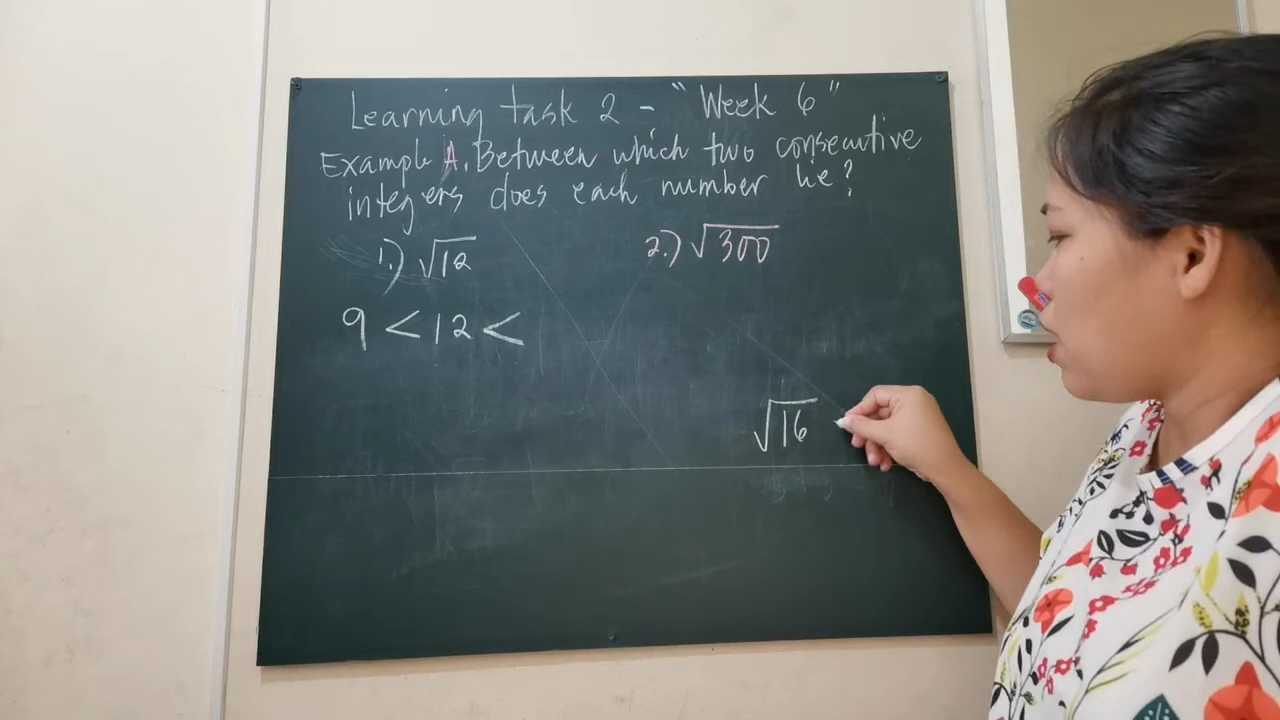 Learning task 2 - "Week 6"
Example A. Between which two consecutive
integers does each number lie?
1.) √12
2.) √300
9 < 12 <
√16